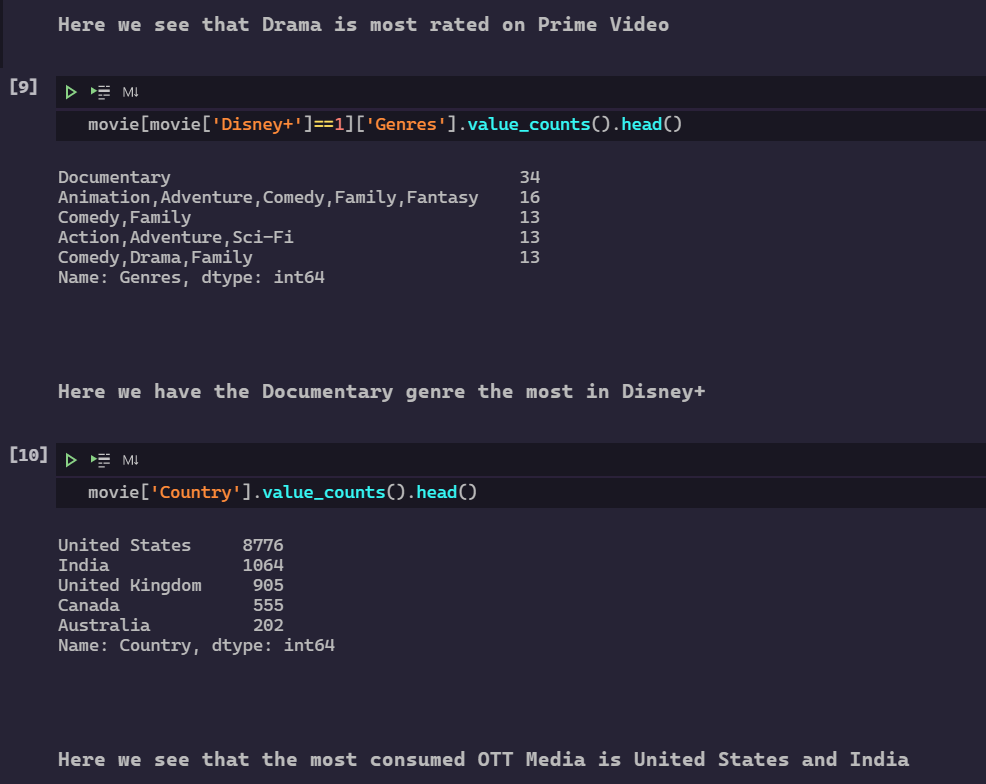 Here we see that Drama is most rated on Prime Video
[9]
M↓
movie[movie['Disney+']==1]['Genres'].value_counts().head()
Documentary 34
Animation,Adventure,Comedy,Family,Fantasy 16
Comedy,Family 13
Action,Adventure,Sci-Fi 13
Comedy,Drama,Family 13
Name: Genres, dtype: int64
Here we have the Documentary genre the most in Disney+
[10]
M↓
movie['Country'].value_counts().head()
United States 8776
India 1064
United Kingdom 905
Canada 555
Australia 202
Name: Country, dtype: int64
Here we see that the most consumed OTT Media is United States and India